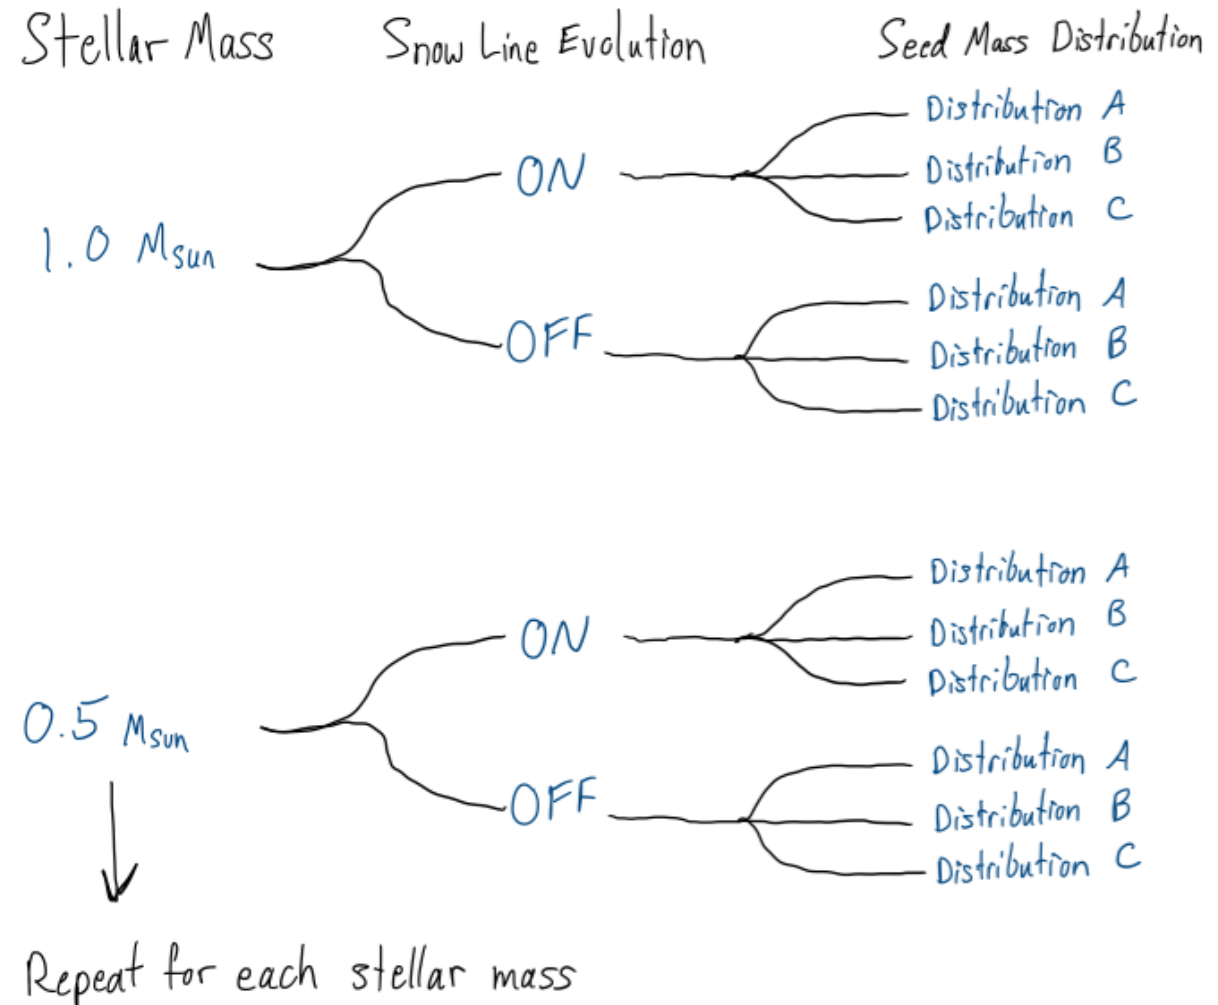 Stellar Mass Snow Line Evolution Seed Mass Distribution
Distribution A
ON Distribution B
Distribution C
1.0 Msun
Distribution A
OFF Distribution B
Distribution C
Distribution A
ON Distribution B
Distribution C
0.5 Msun
Distribution A
OFF Distribution B
Distribution C
Repeat for each stellar mass